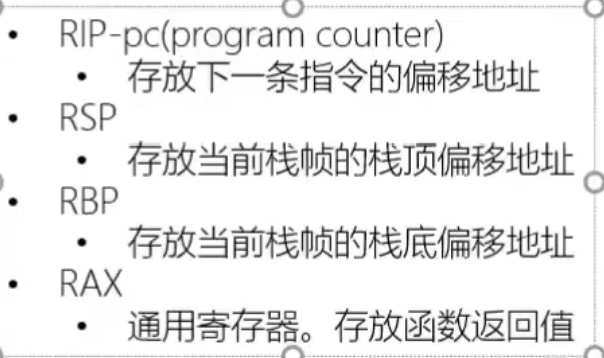 RIP-pc(program counter)
存放下一条指令的偏移地址
RSP
存放当前栈帧的栈顶偏移地址
RBP
存放当前栈帧的栈底偏移地址
RAX
通用寄存器。存放函数返回值